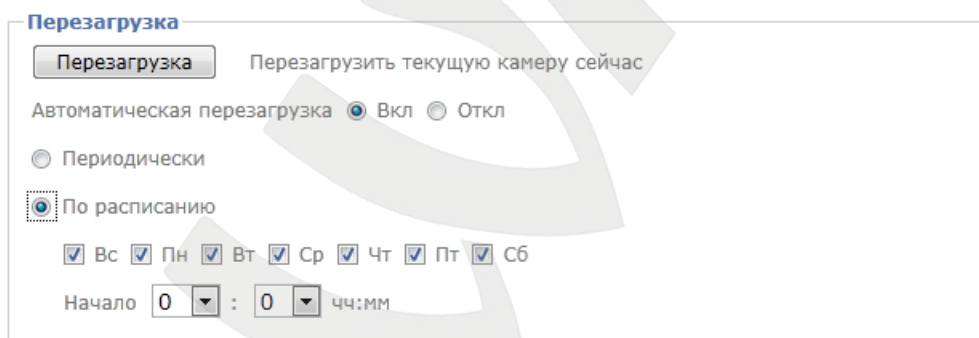 Перезагрузка
Перезагрузка Перезагрузить текущую камеру сейчас
Автоматическая перезагрузка Вкл Откл
Периодически
По расписанию
Вс Пн Вт Ср Чт Пт Сб
Начало 0 : 0 чч:мм